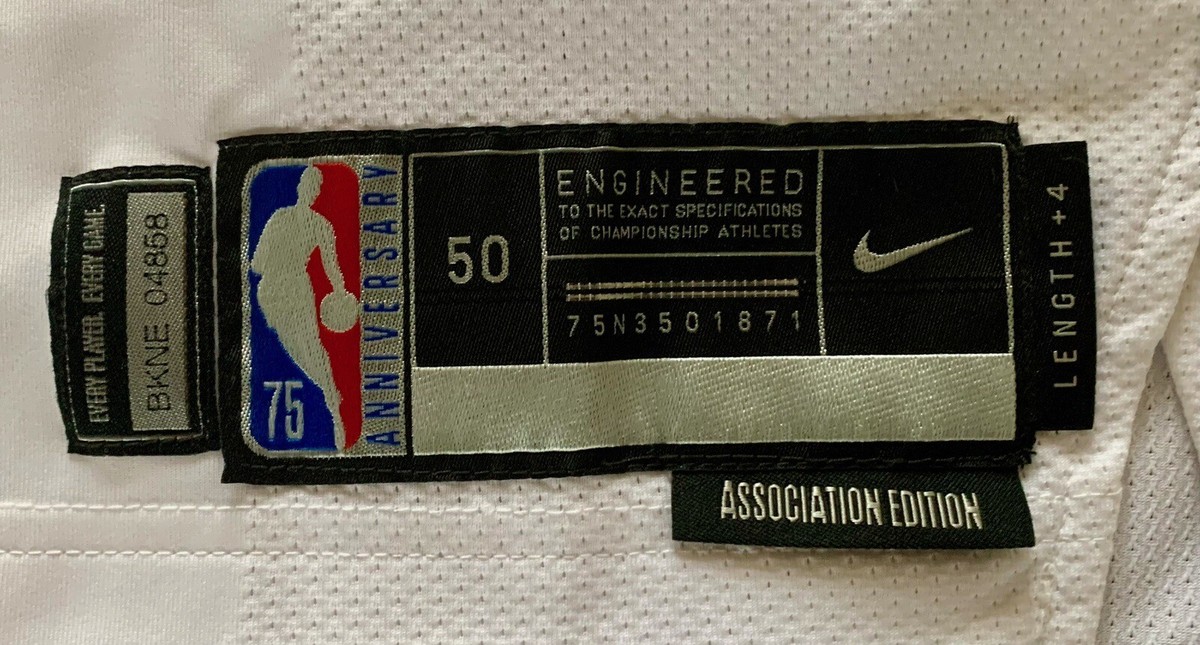 EVERY PLAYER. EVERY GAME.
BKNE 04858
75
ANNIVERSARY
50
ENGINEERED
TO THE EXACT SPECIFICATIONS
OF CHAMPIONSHIP ATHLETES
75N3501871
LENGTH+4
ASSOCIATION EDITION